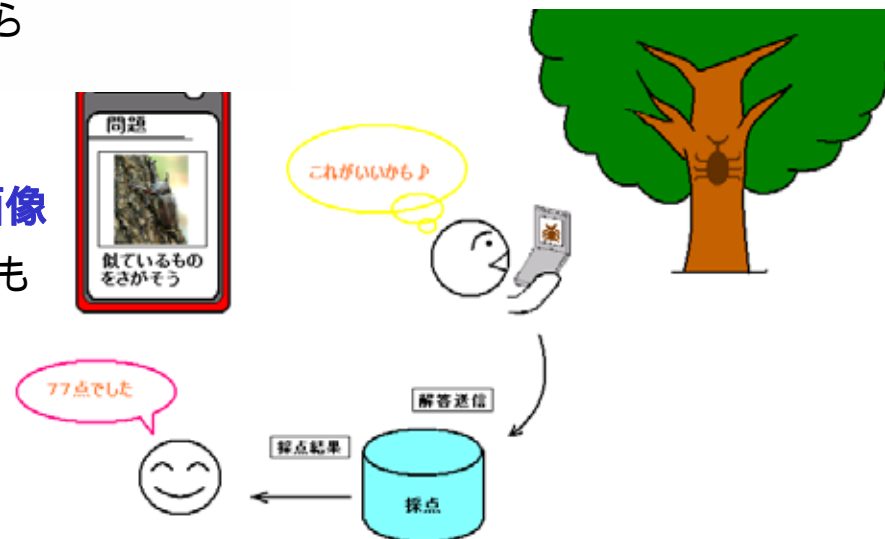 ら
画像
も
問題
似ているもの
をさがそう
これがいいかも♪
解答送信
採点
採点結果
77点でした